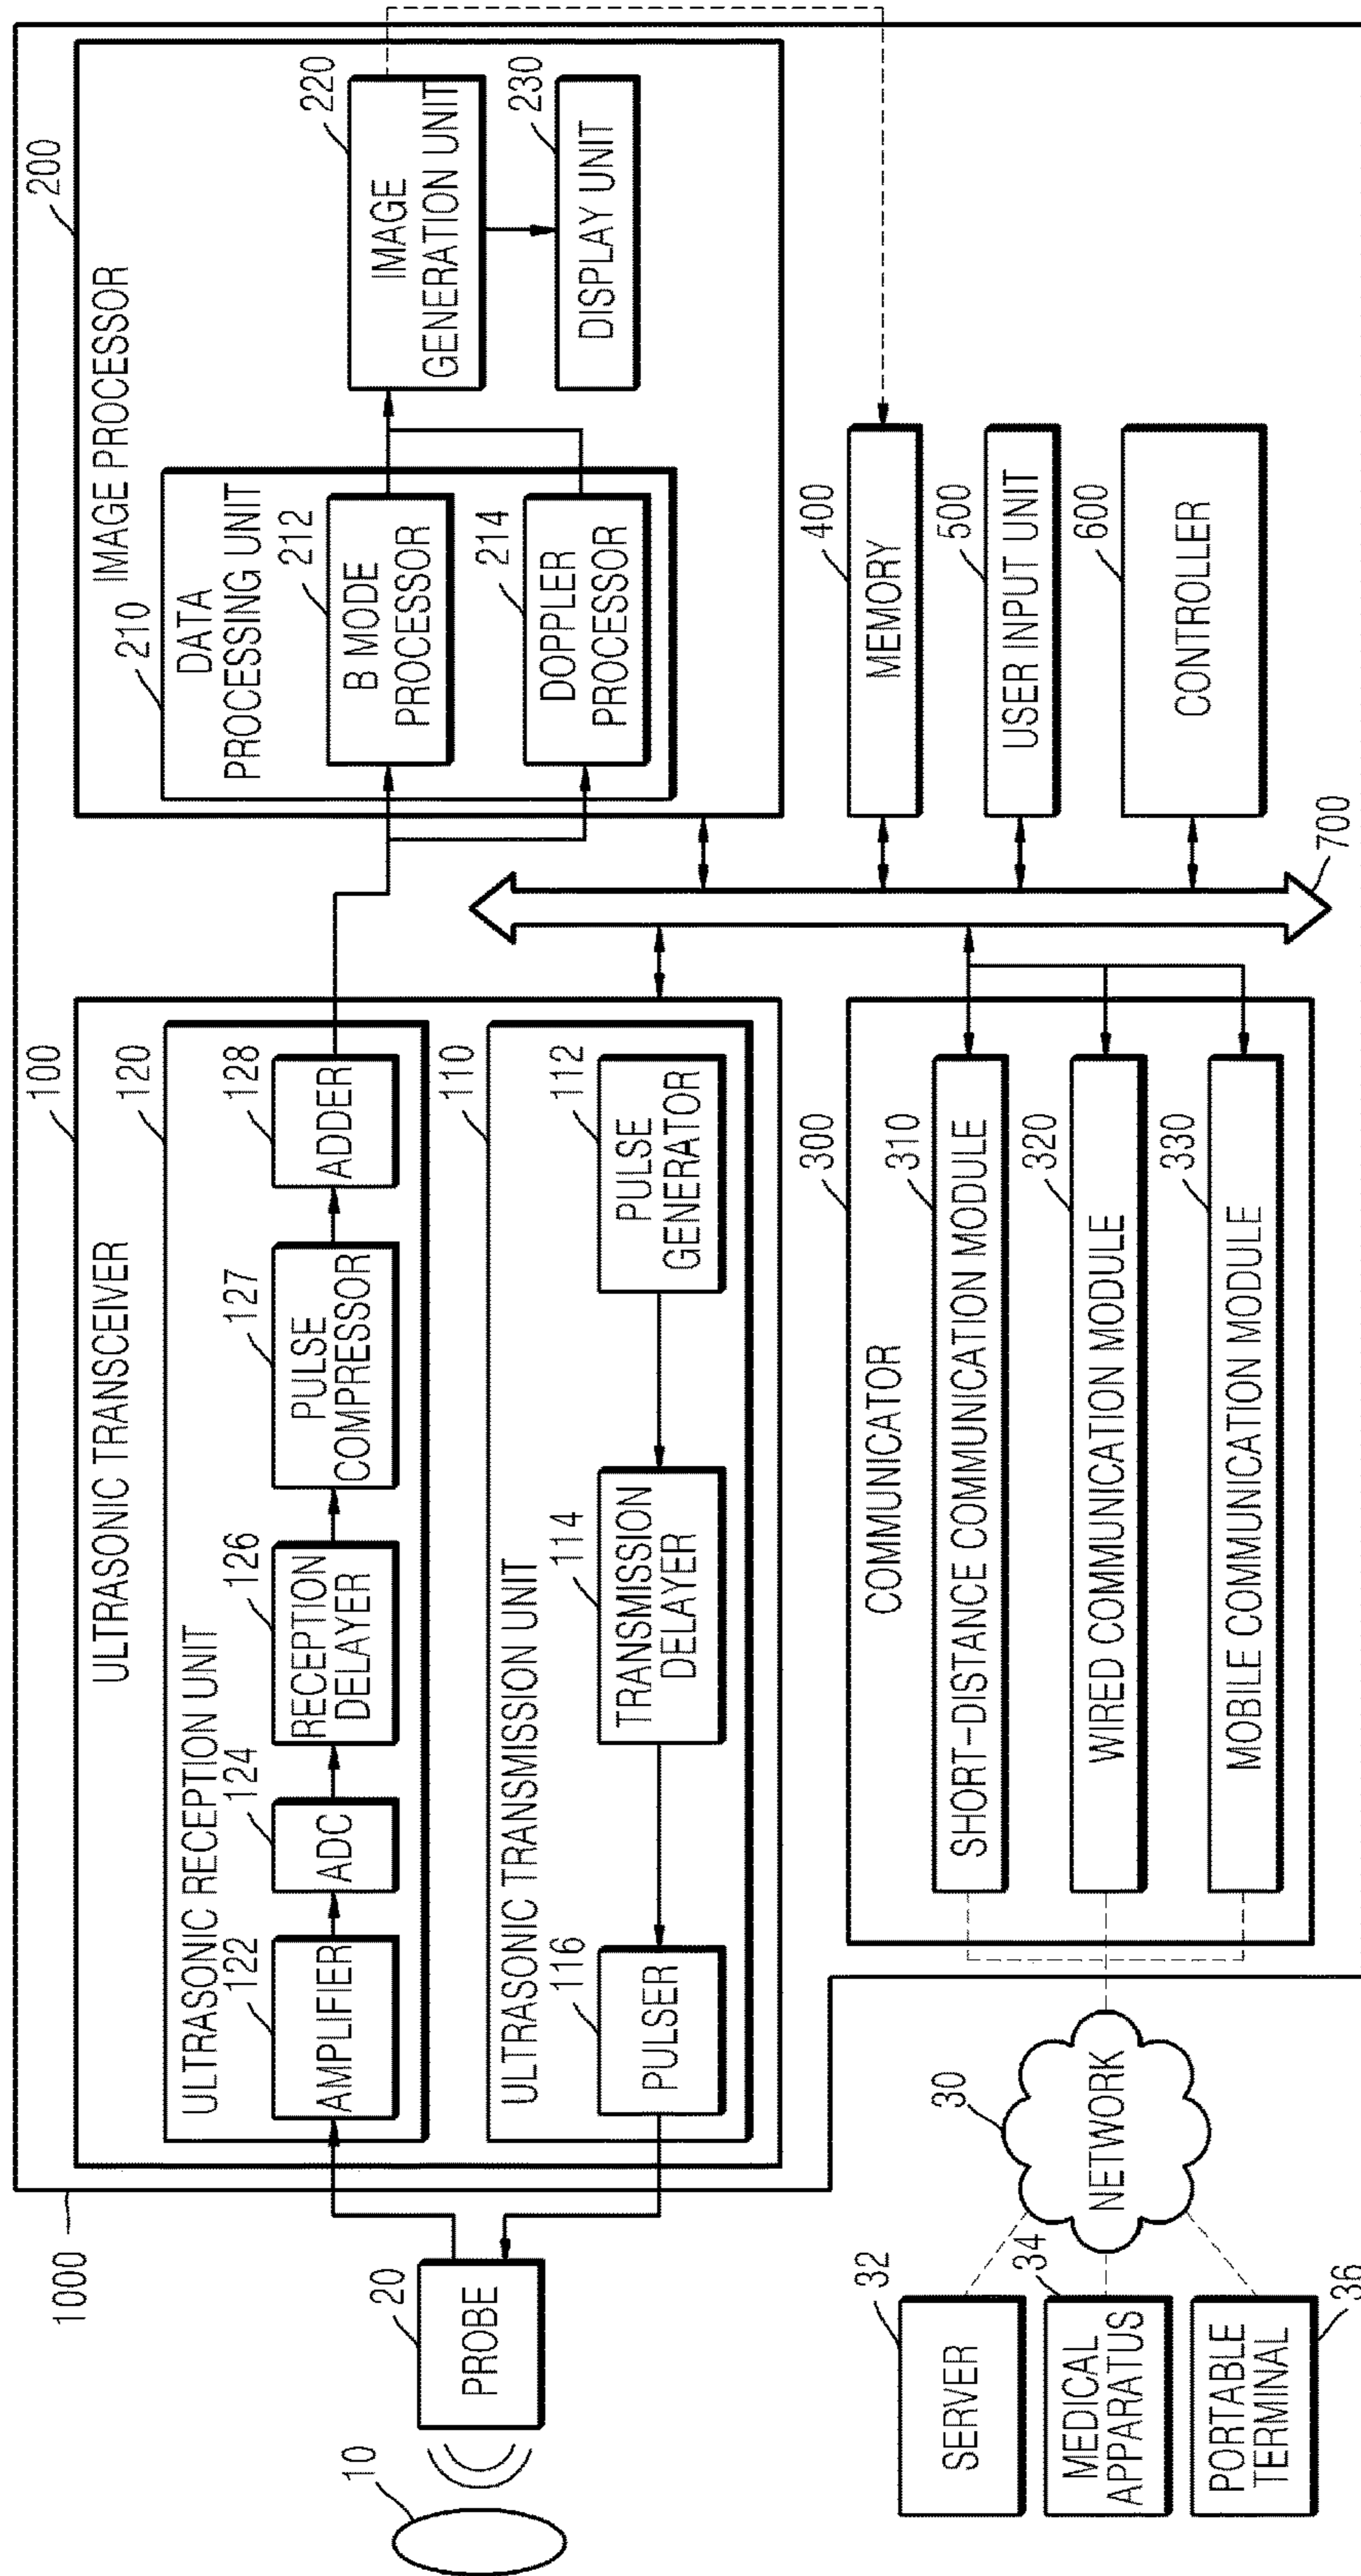 1000
100
ULTRASONIC TRANSCEIVER
120
ULTRASONIC RECEPTION UNIT
122
AMPLIFIER
124
ADC
126
RECEPTION
DELAYER
127
PULSE
COMPRESSOR
128
ADDER
110
ULTRASONIC TRANSMISSION UNIT
116
PULSER
114
TRANSMISSION
DELAYER
112
PULSE
GENERATOR
10
20
PROBE
200
IMAGE PROCESSOR
210
DATA
PROCESSING UNIT
212
B MODE
PROCESSOR
214
DOPPLER
PROCESSOR
220
IMAGE
GENERATION UNIT
230
DISPLAY UNIT
300
COMMUNICATOR
310
SHORT-DISTANCE COMMUNICATION MODULE
320
WIRED COMMUNICATION MODULE
330
MOBILE COMMUNICATION MODULE
400
MEMORY
500
USER INPUT UNIT
600
CONTROLLER
700
30
NETWORK
32
SERVER
34
MEDICAL
APPARATUS
36
PORTABLE
TERMINAL